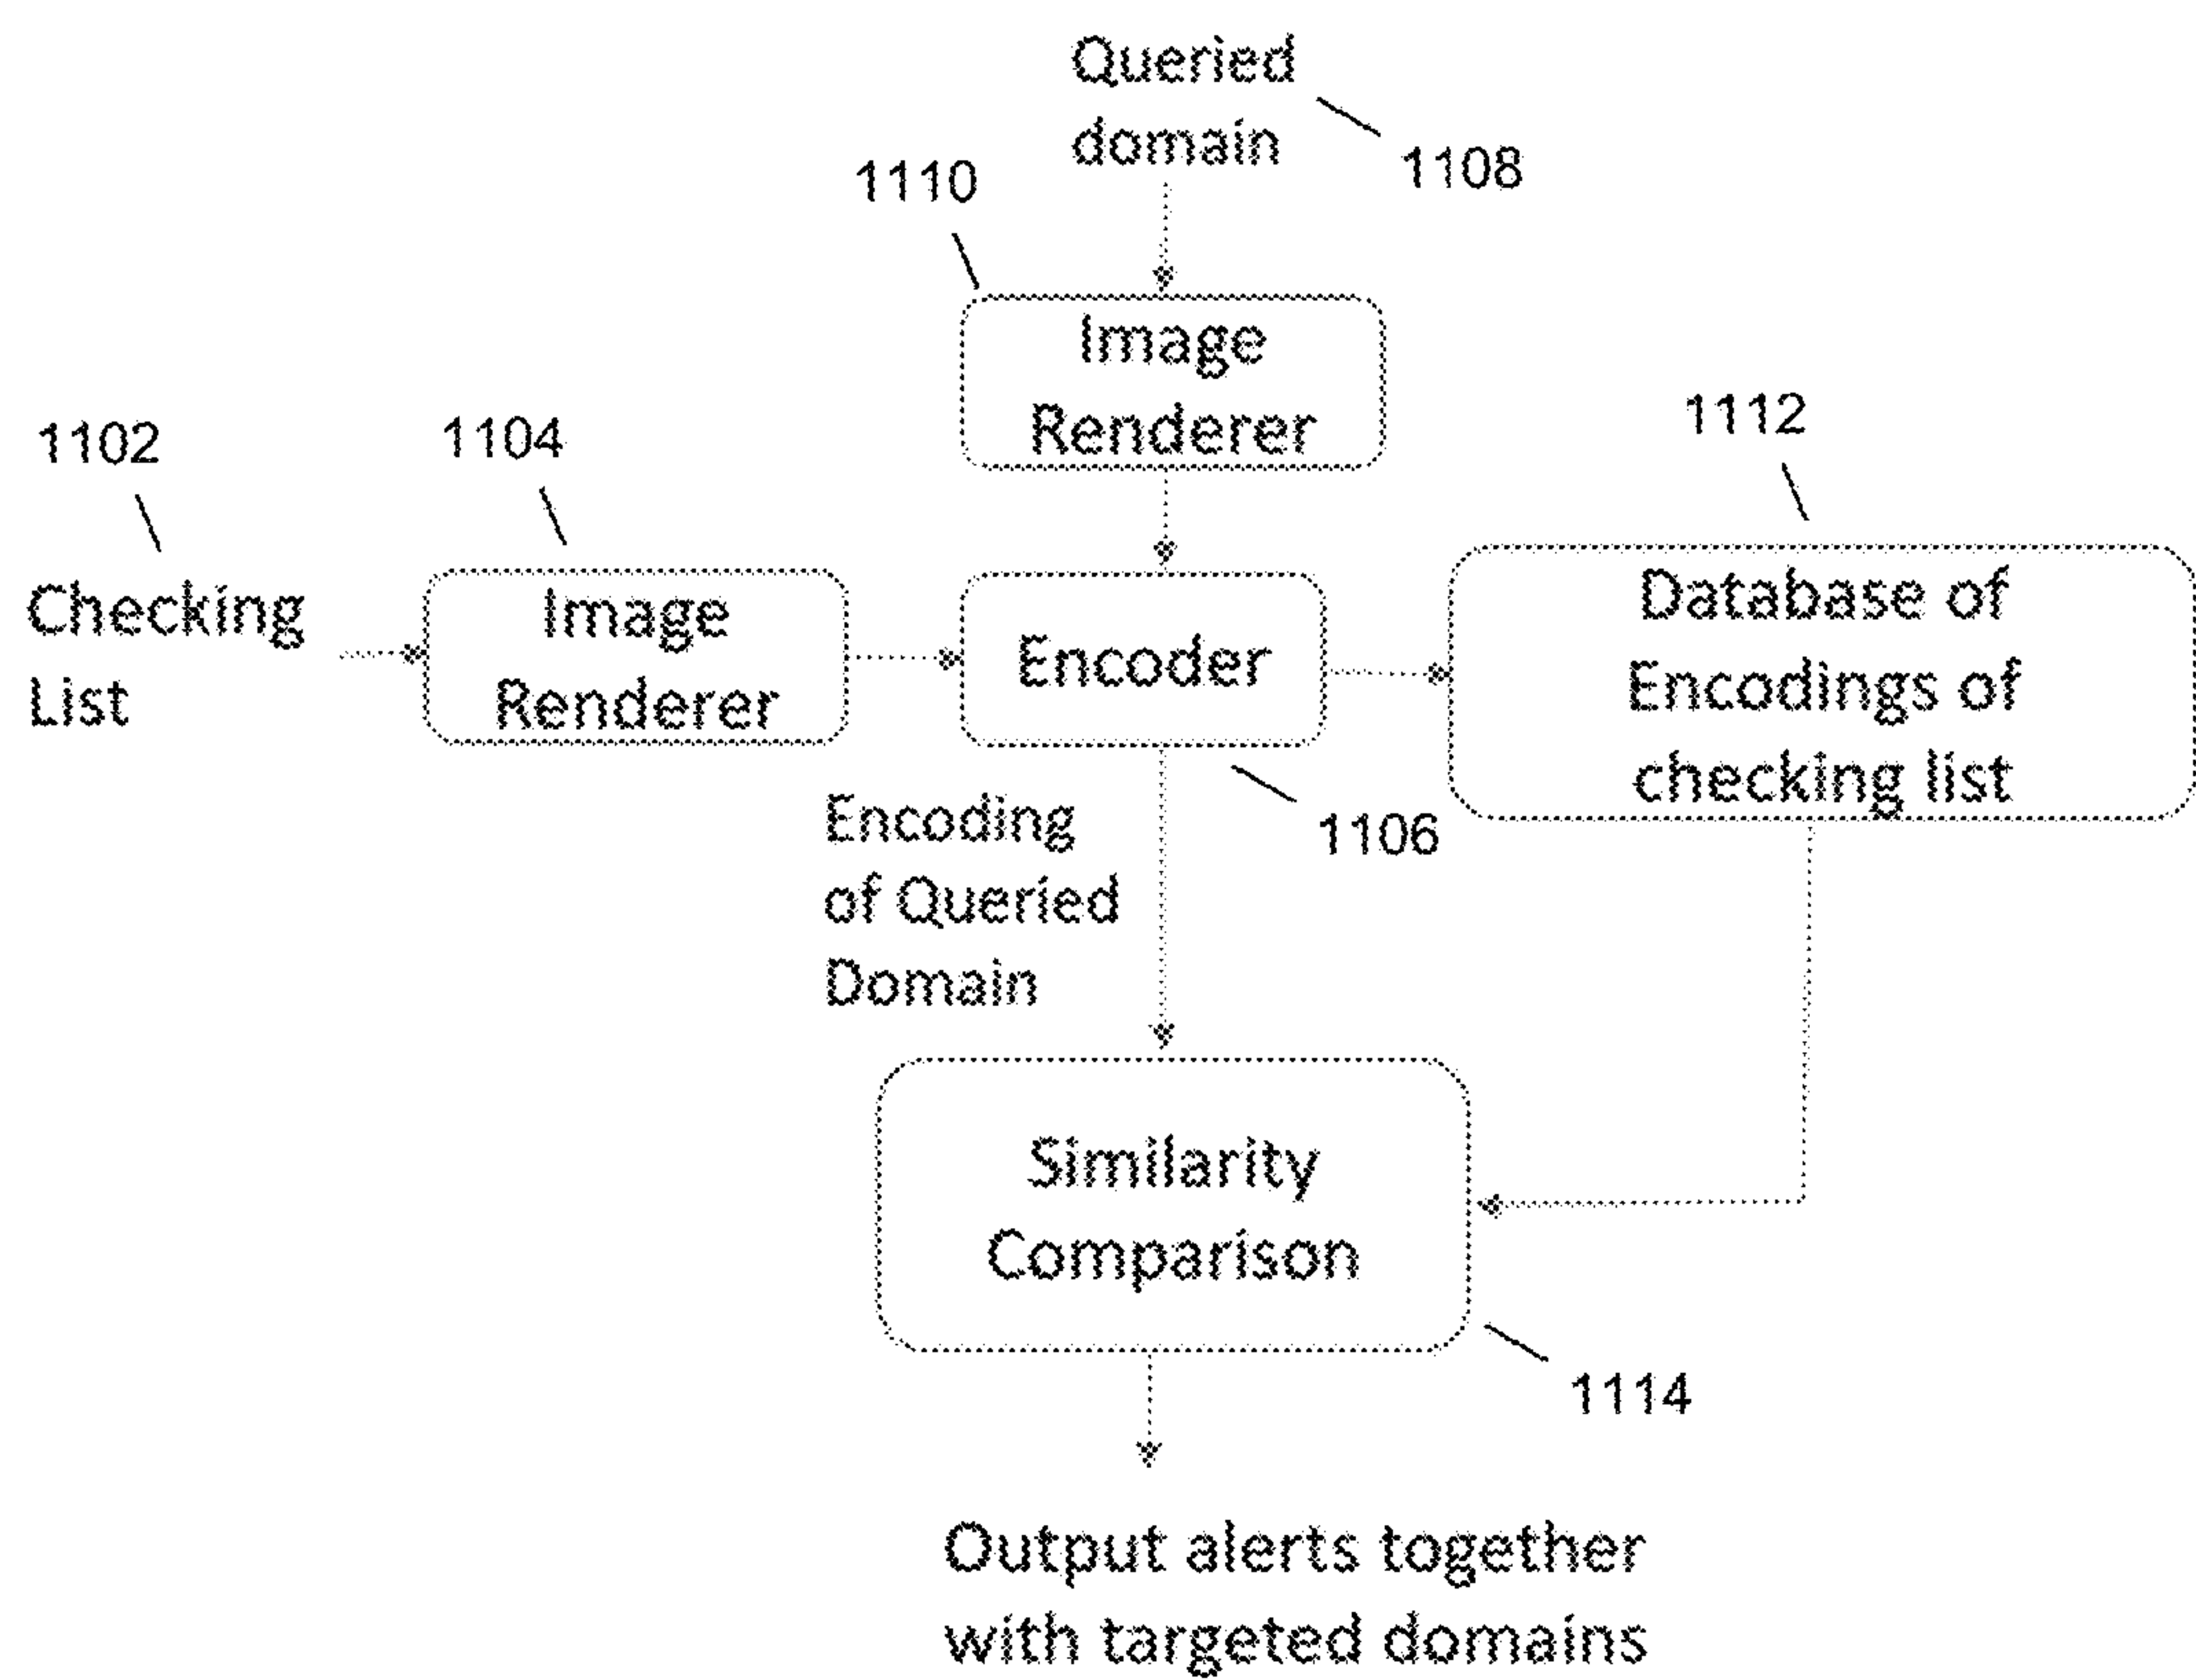 Queried
domain
1108
1110
Image
Renderer
1102
1104
1112
Checking
List
Image
Renderer
Encoder
Database of
Encodings of
checking list
1106
Encoding
of Queried
Domain
Similarity
Comparison
1114
Output alerts together
with targeted domains